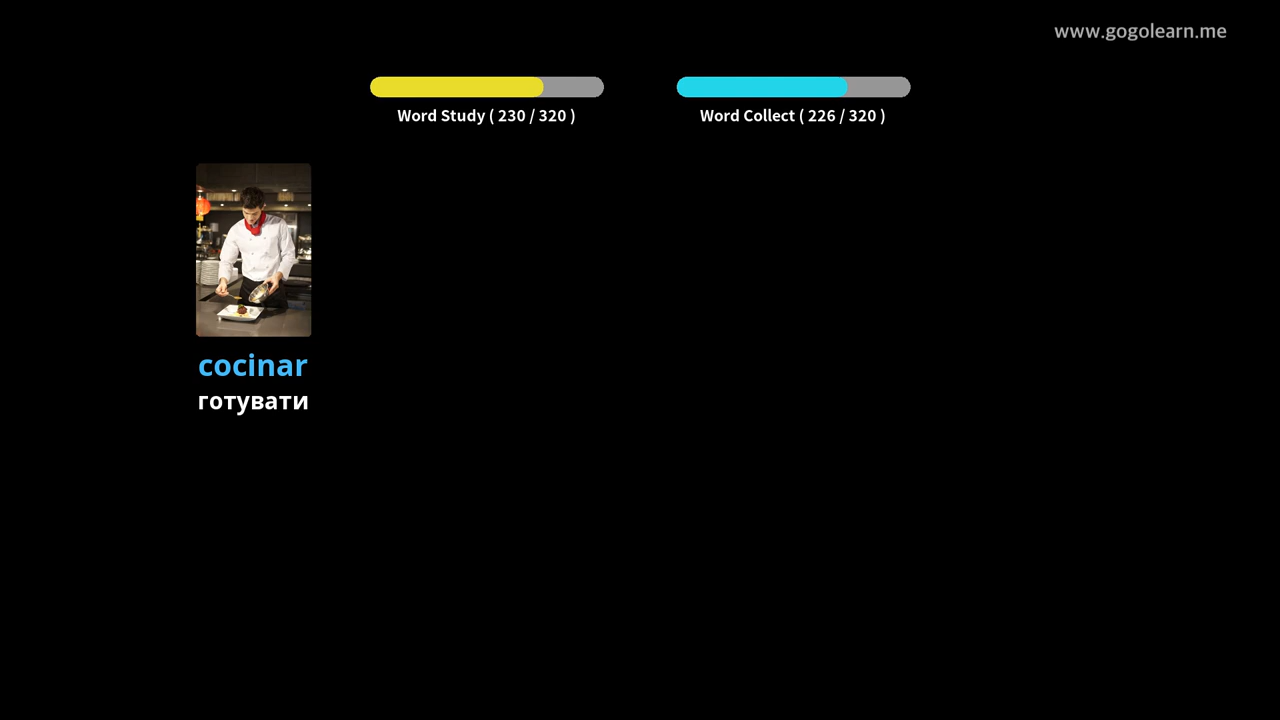 www.gogolearn.me
Word Study ( 230 / 320 )
Word Collect ( 226 / 320 )
cocinar
готувати